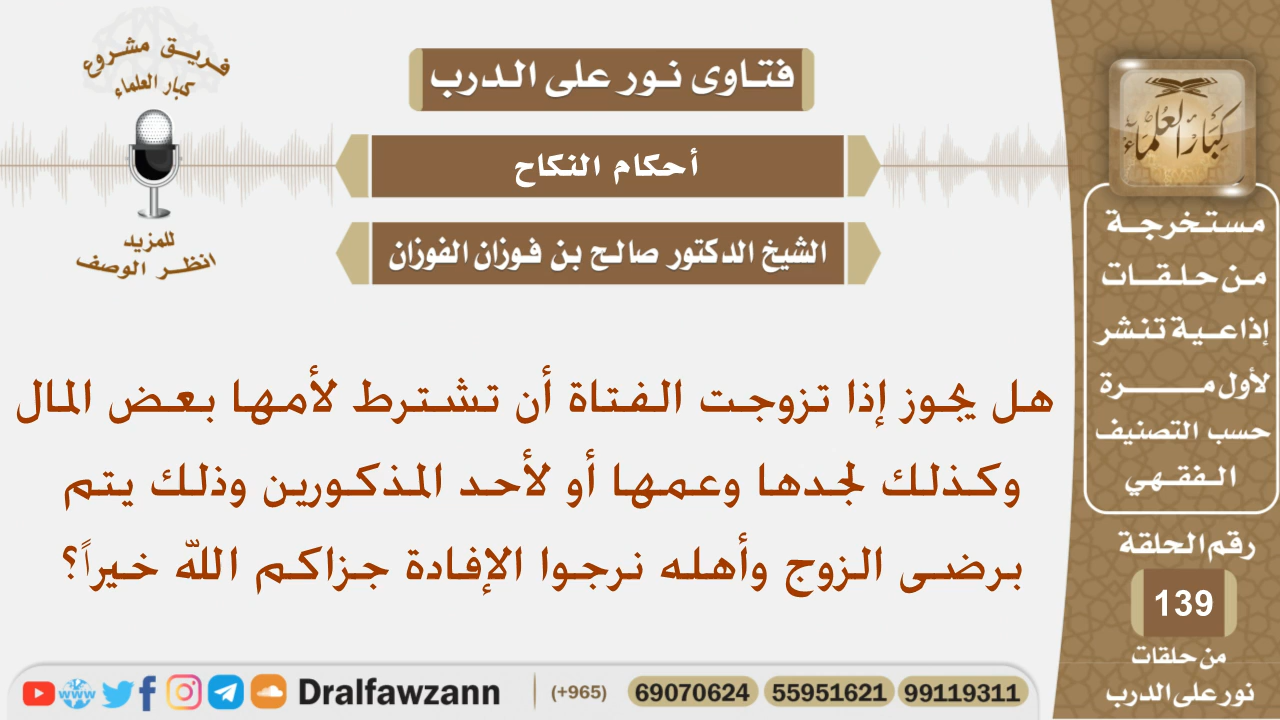 فريق مشروع
كبار العلماء
للمزيد
انظر الوصف
فتاوى نور على الدرب
أحكام النكاح
الشيخ الدكتور صالح بن فوزان الفوزان
كبار العلماء
مستخرجة
من حلقات
إذاعية تنشر
لأول مرة
حسب التصنيف
الفقهي
رقم الحلقة
139
من حلقات
نور على الدرب
هل يجوز إذا تزوجت الفتاة أن تشترط لأمها بعض المال
وكذلك لجدها وعمها أو لأحد المذكورين وذلك يتم
برضى الزوج وأهله نرجوا الإفادة جزاكم الله خيراً؟
www
Dralfawzann (+965) 69070624 55951621 99119311